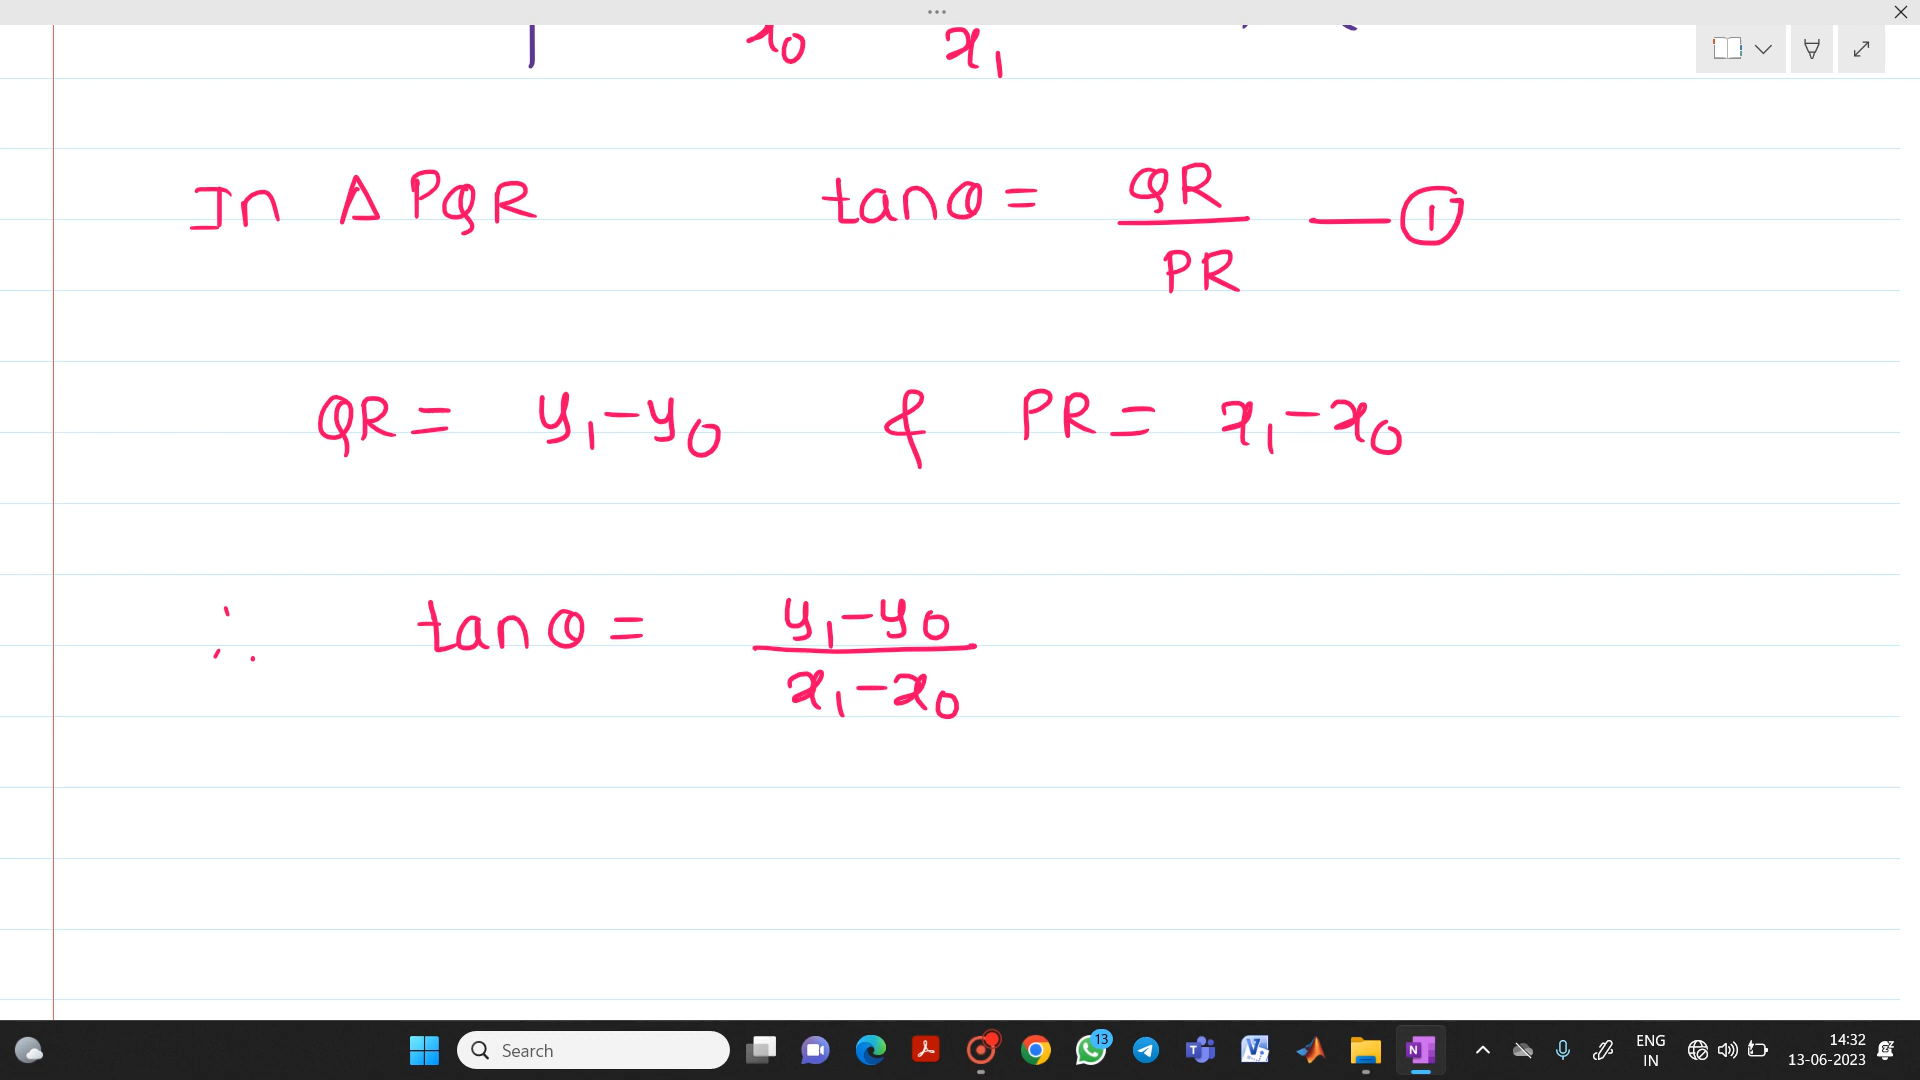 x₀ x₁
In Δ PQR tanθ = QR — ①
PR
QR = y₁-y₀ & PR = x₁-x₀
∴ tanθ = y₁-y₀
x₁-x₀
Search
13
ENG
IN
14:32
13-06-2023